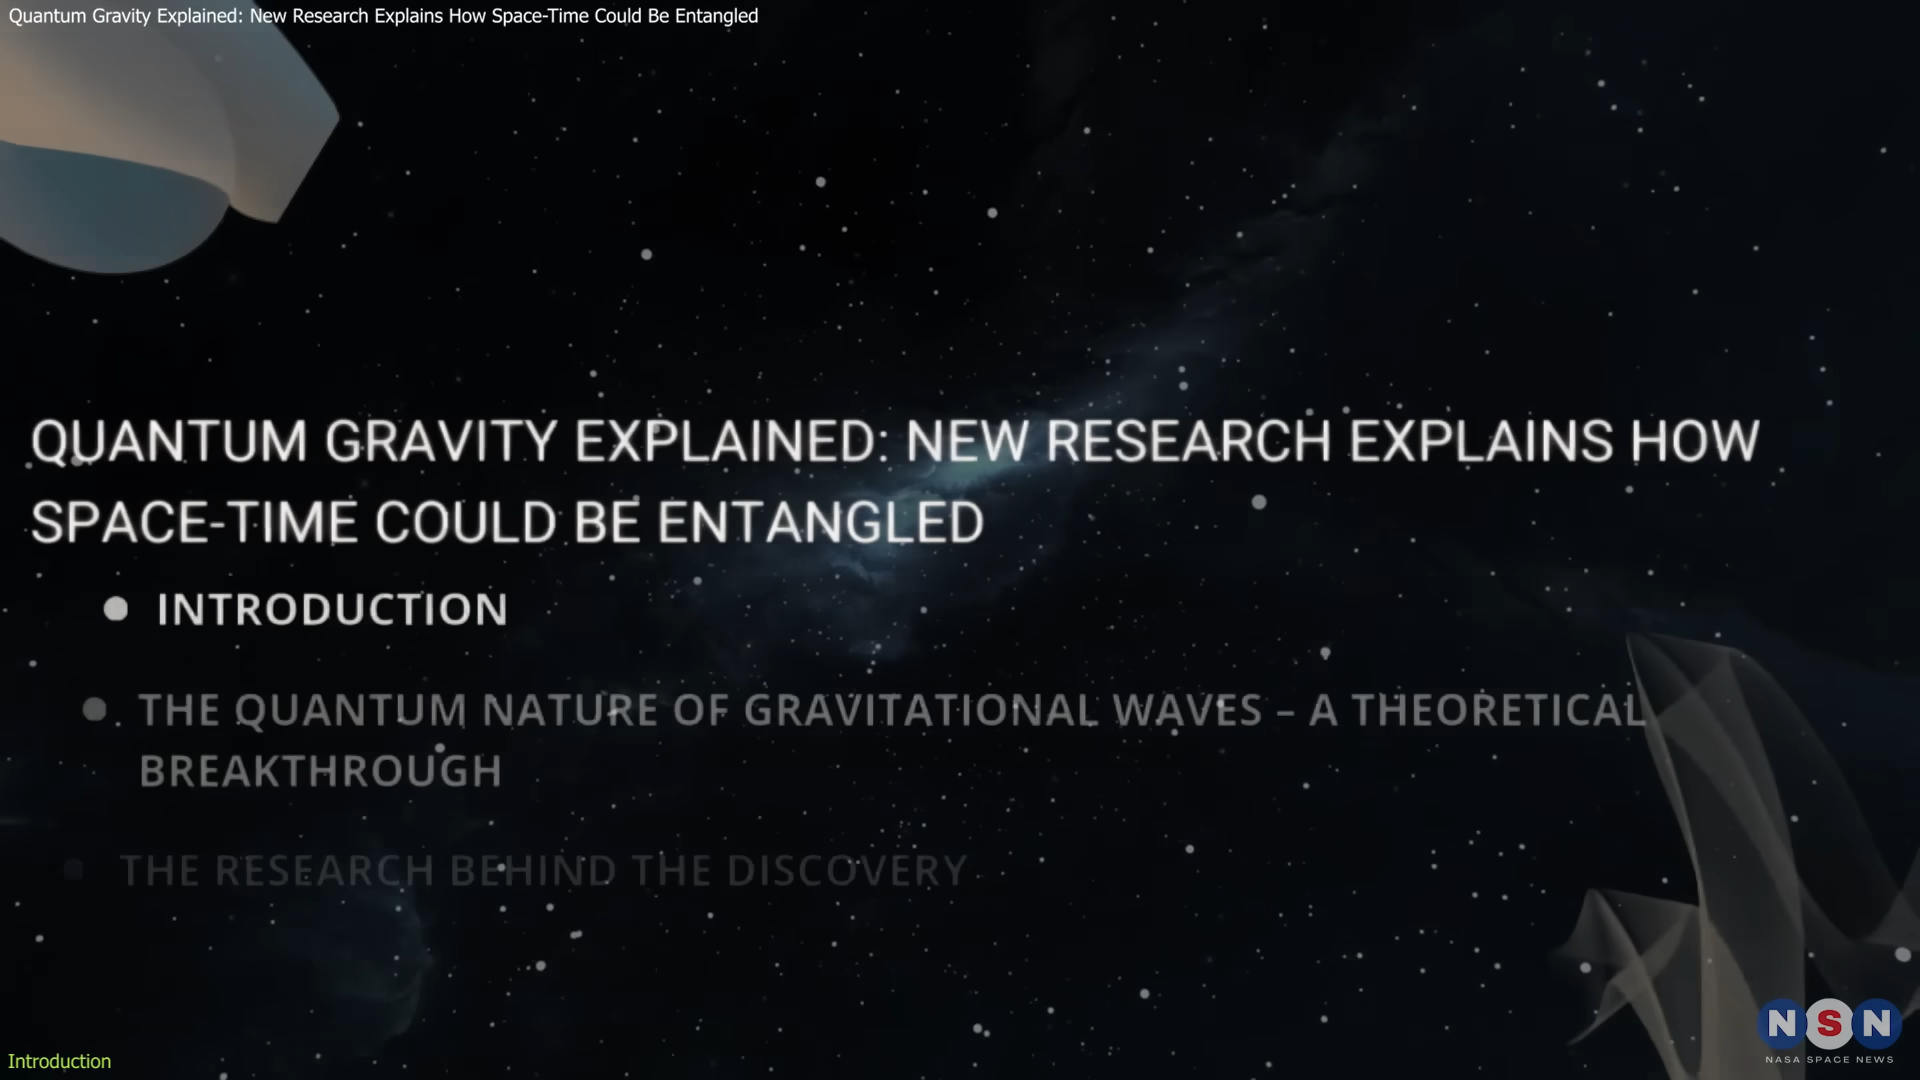 Quantum Gravity Explained: New Research Explains How Space-Time Could Be Entangled
QUANTUM GRAVITY EXPLAINED: NEW RESEARCH EXPLAINS HOW
SPACE-TIME COULD BE ENTANGLED
INTRODUCTION
THE QUANTUM NATURE OF GRAVITATIONAL WAVES – A THEORETICAL
BREAKTHROUGH
THE RESEARCH BEHIND THE DISCOVERY
NSN
NASA SPACE NEWS
Introduction